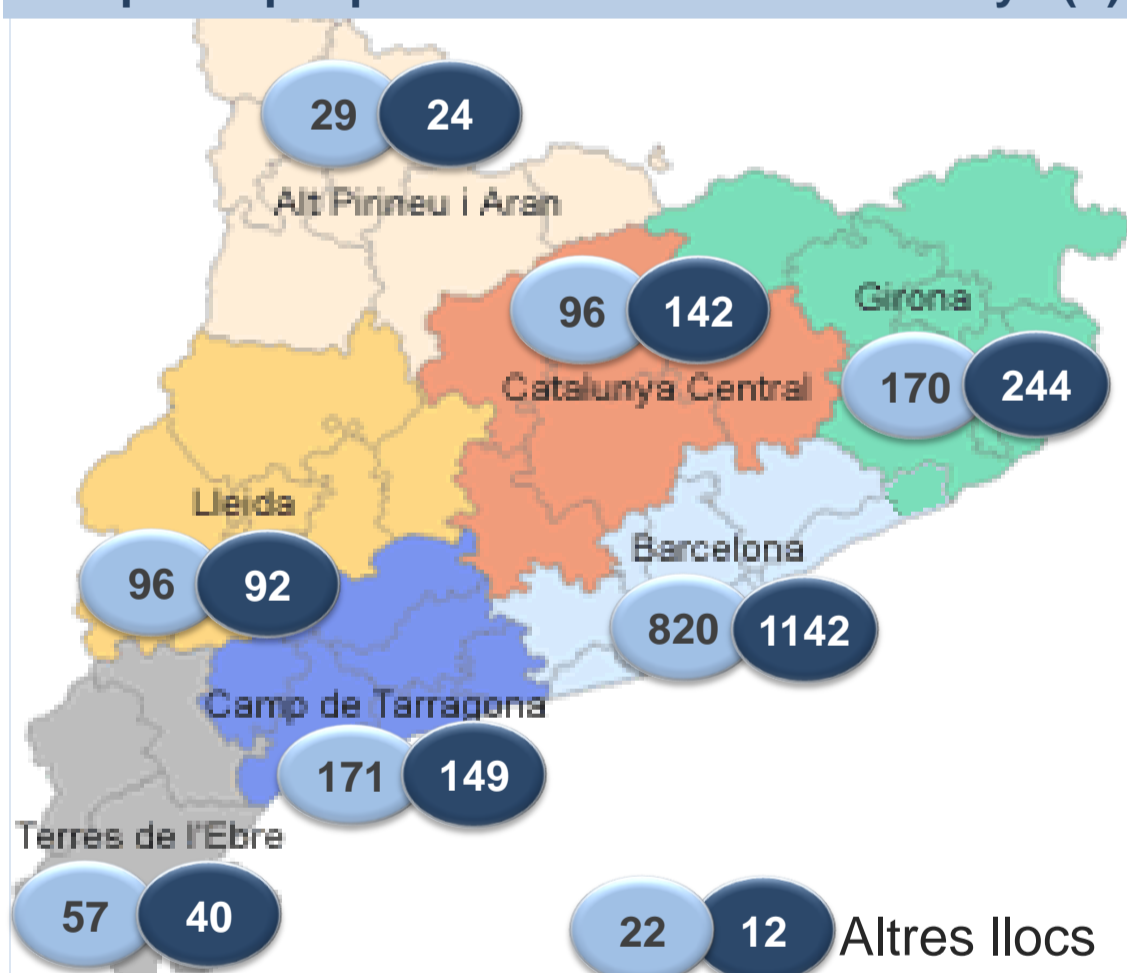 29 24
Alt Pirineu i Aran
96 142
Girona
Catalunya Central
170 244
Lleida
Barcelona
96 92
820 1142
Camp de Tarragona
171 149
Terres de l'Ebre
57 40
22 12 Altres llocs